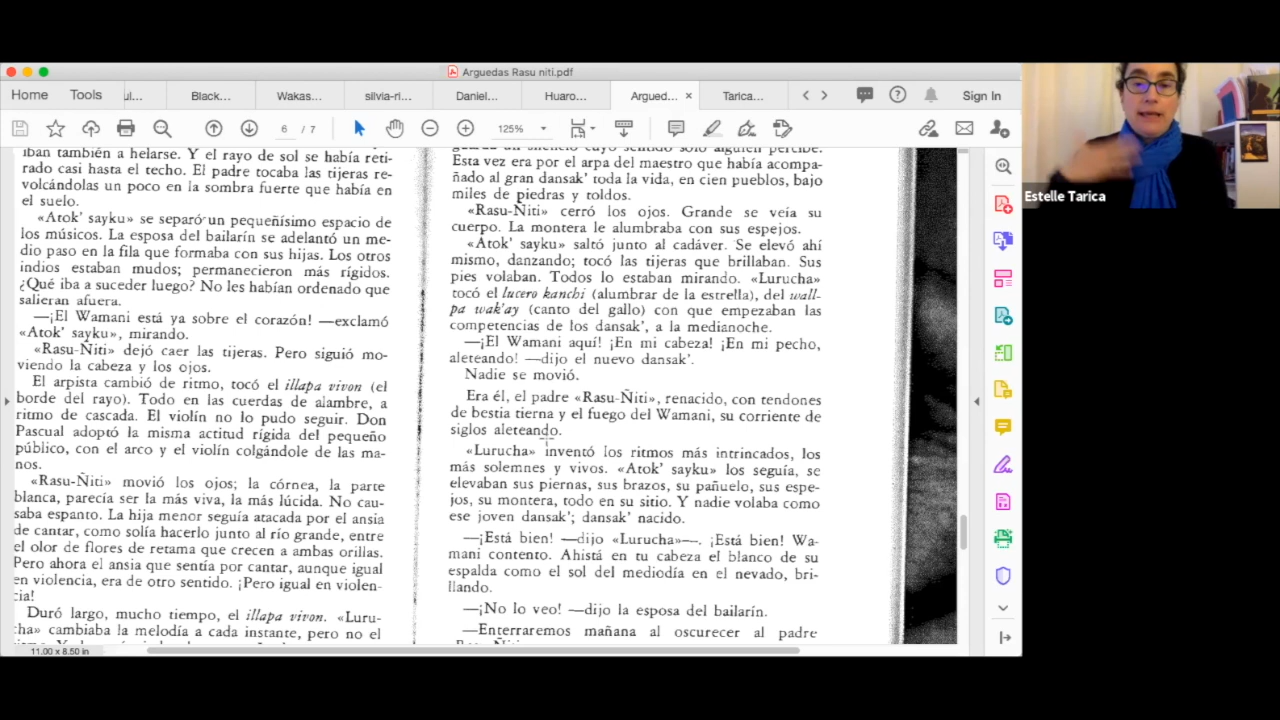 Arguedas Rasu niti.pdf
Home
Tools
ul...
Black...
Wakas...
silvia-ri...
Daniel...
Huaro...
Argued... ×
Tarica...
Sign In
6 / 7
125%
iban también a helarse. Y el rayo de sol se había reti-
rado casi hasta el techo. El padre tocaba las tijeras re-
volcándolas un poco en la sombra fuerte que había en
el suelo.
«Atok' sayku» se separó un pequeñísimo espacio de
los músicos. La esposa del bailarín se adelantó un me-
dio paso en la fila que formaba con sus hijas. Los otros
indios estaban mudos; permanecieron más rígidos.
¿Qué iba a suceder luego? No les habían ordenado que
salieran afuera.
—¡El Wamani está ya sobre el corazón! —exclamó
«Atok' sayku», mirando.
«Rasu-Ñiti» dejó caer las tijeras. Pero siguió mo-
viendo la cabeza y los ojos.
El arpista cambió de ritmo, tocó el illapa vivon (el
borde del rayo). Todo en las cuerdas de alambre, a
ritmo de cascada. El violín no lo pudo seguir. Don
Pascual adoptó la misma actitud rígida del pequeño
público, con el arco y el violín colgándole de las ma-
nos.
«Rasu-Ñiti» movió los ojos; la córnea, la parte
blanca, parecía ser la más viva, la más lúcida. No cau-
saba espanto. La hija menor seguía atacada por el ansia
de cantar, como solía hacerlo junto al río grande, entre
el olor de flores de retama que crecen a ambas orillas.
Pero ahora el ansia que sentía por cantar, aunque igual
en violencia, era de otro sentido. ¡Pero igual en violen-
cia!
Duró largo, mucho tiempo, el illapa vivon. «Luru-
cha» cambiaba la melodía a cada instante, pero no el
guarda un silencio cuyo sentido sólo alguien percibe.
Esta vez era por el arpa del maestro que había acompa-
ñado al gran dansak' toda la vida, en cien pueblos, bajo
miles de piedras y toldos.
«Rasu-Ñiti» cerró los ojos. Grande se veía su
cuerpo. La montera le alumbraba con sus espejos.
«Atok' sayku» saltó junto al cadáver. Se elevó ahí
mismo, danzando; tocó las tijeras que brillaban. Sus
pies volaban. Todos lo estaban mirando. «Lurucha»
tocó el lucero kanchi (alumbrar de la estrella), del wall-
pa wak'ay (canto del gallo) con que empezaban las
competencias de los dansak', a la medianoche.
—¡El Wamani aquí! ¡En mi cabeza! ¡En mi pecho,
aleteando! —dijo el nuevo dansak'.
Nadie se movió.
Era él, el padre «Rasu-Ñiti», renacido, con tendones
de bestia tierna y el fuego del Wamani, su corriente de
siglos aleteando.
«Lurucha» inventó los ritmos más intrincados, los
más solemnes y vivos. «Atok' sayku» los seguía, se
elevaban sus piernas, sus brazos, su pañuelo, sus espe-
jos, su montera, todo en su sitio. Y nadie volaba como
ese joven dansak'; dansak' nacido.
—¡Está bien! —dijo «Lurucha»—. ¡Está bien! Wa-
mani contento. Ahistá en tu cabeza el blanco de su
espalda como el sol del mediodía en el nevado, bri-
llando.
—¡No lo veo! —dijo la esposa del bailarín.
—Enterraremos mañana al oscurecer al padre
11.00 x 8.50 in
Estelle Tarica